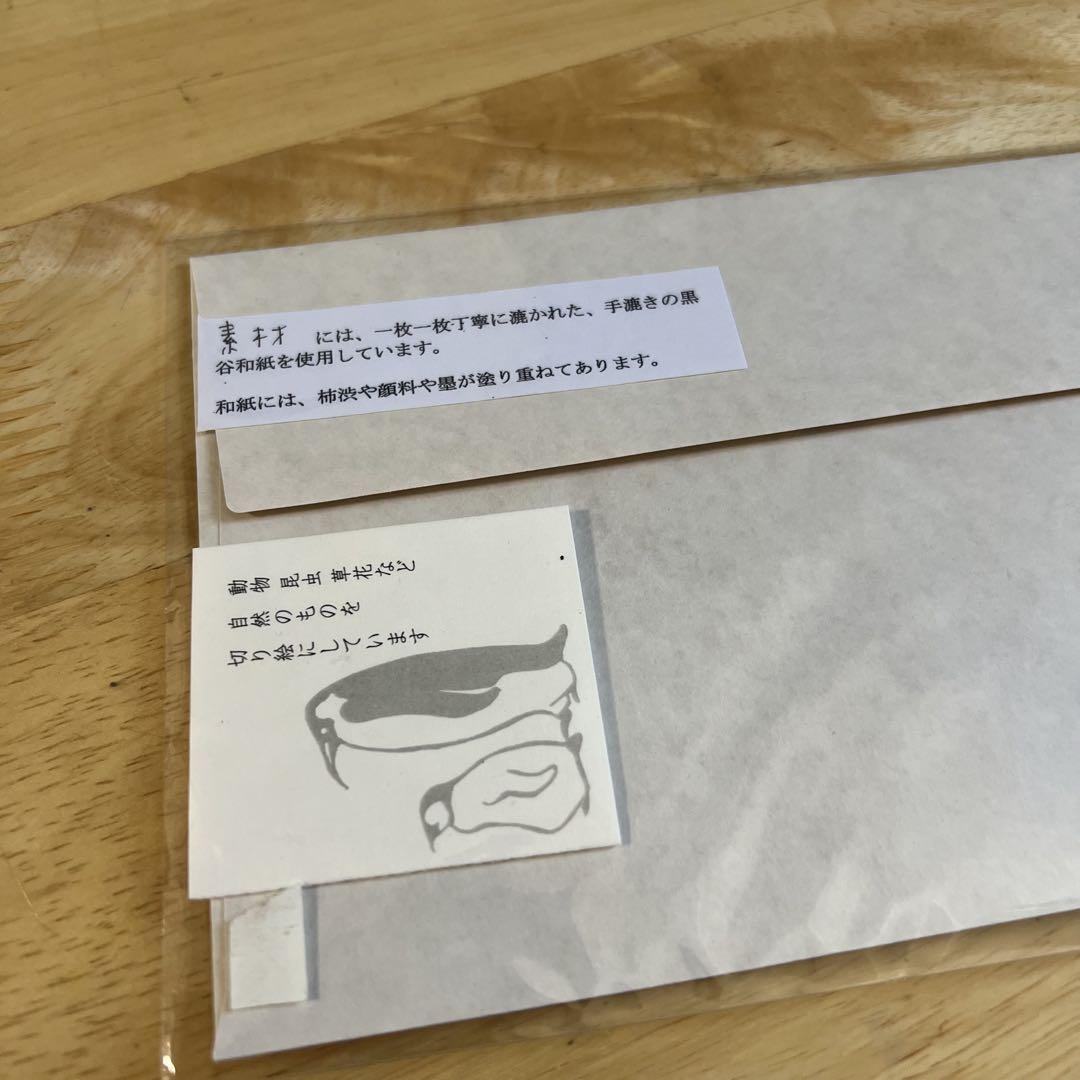 素材 には、一枚一枚丁寧に漉かれた、手漉きの黒
谷和紙を使用しています。
和紙には、柿渋や顔料や墨が塗り重ねてあります。
動物 昆虫 草花など
自然のものを
切り絵にしています